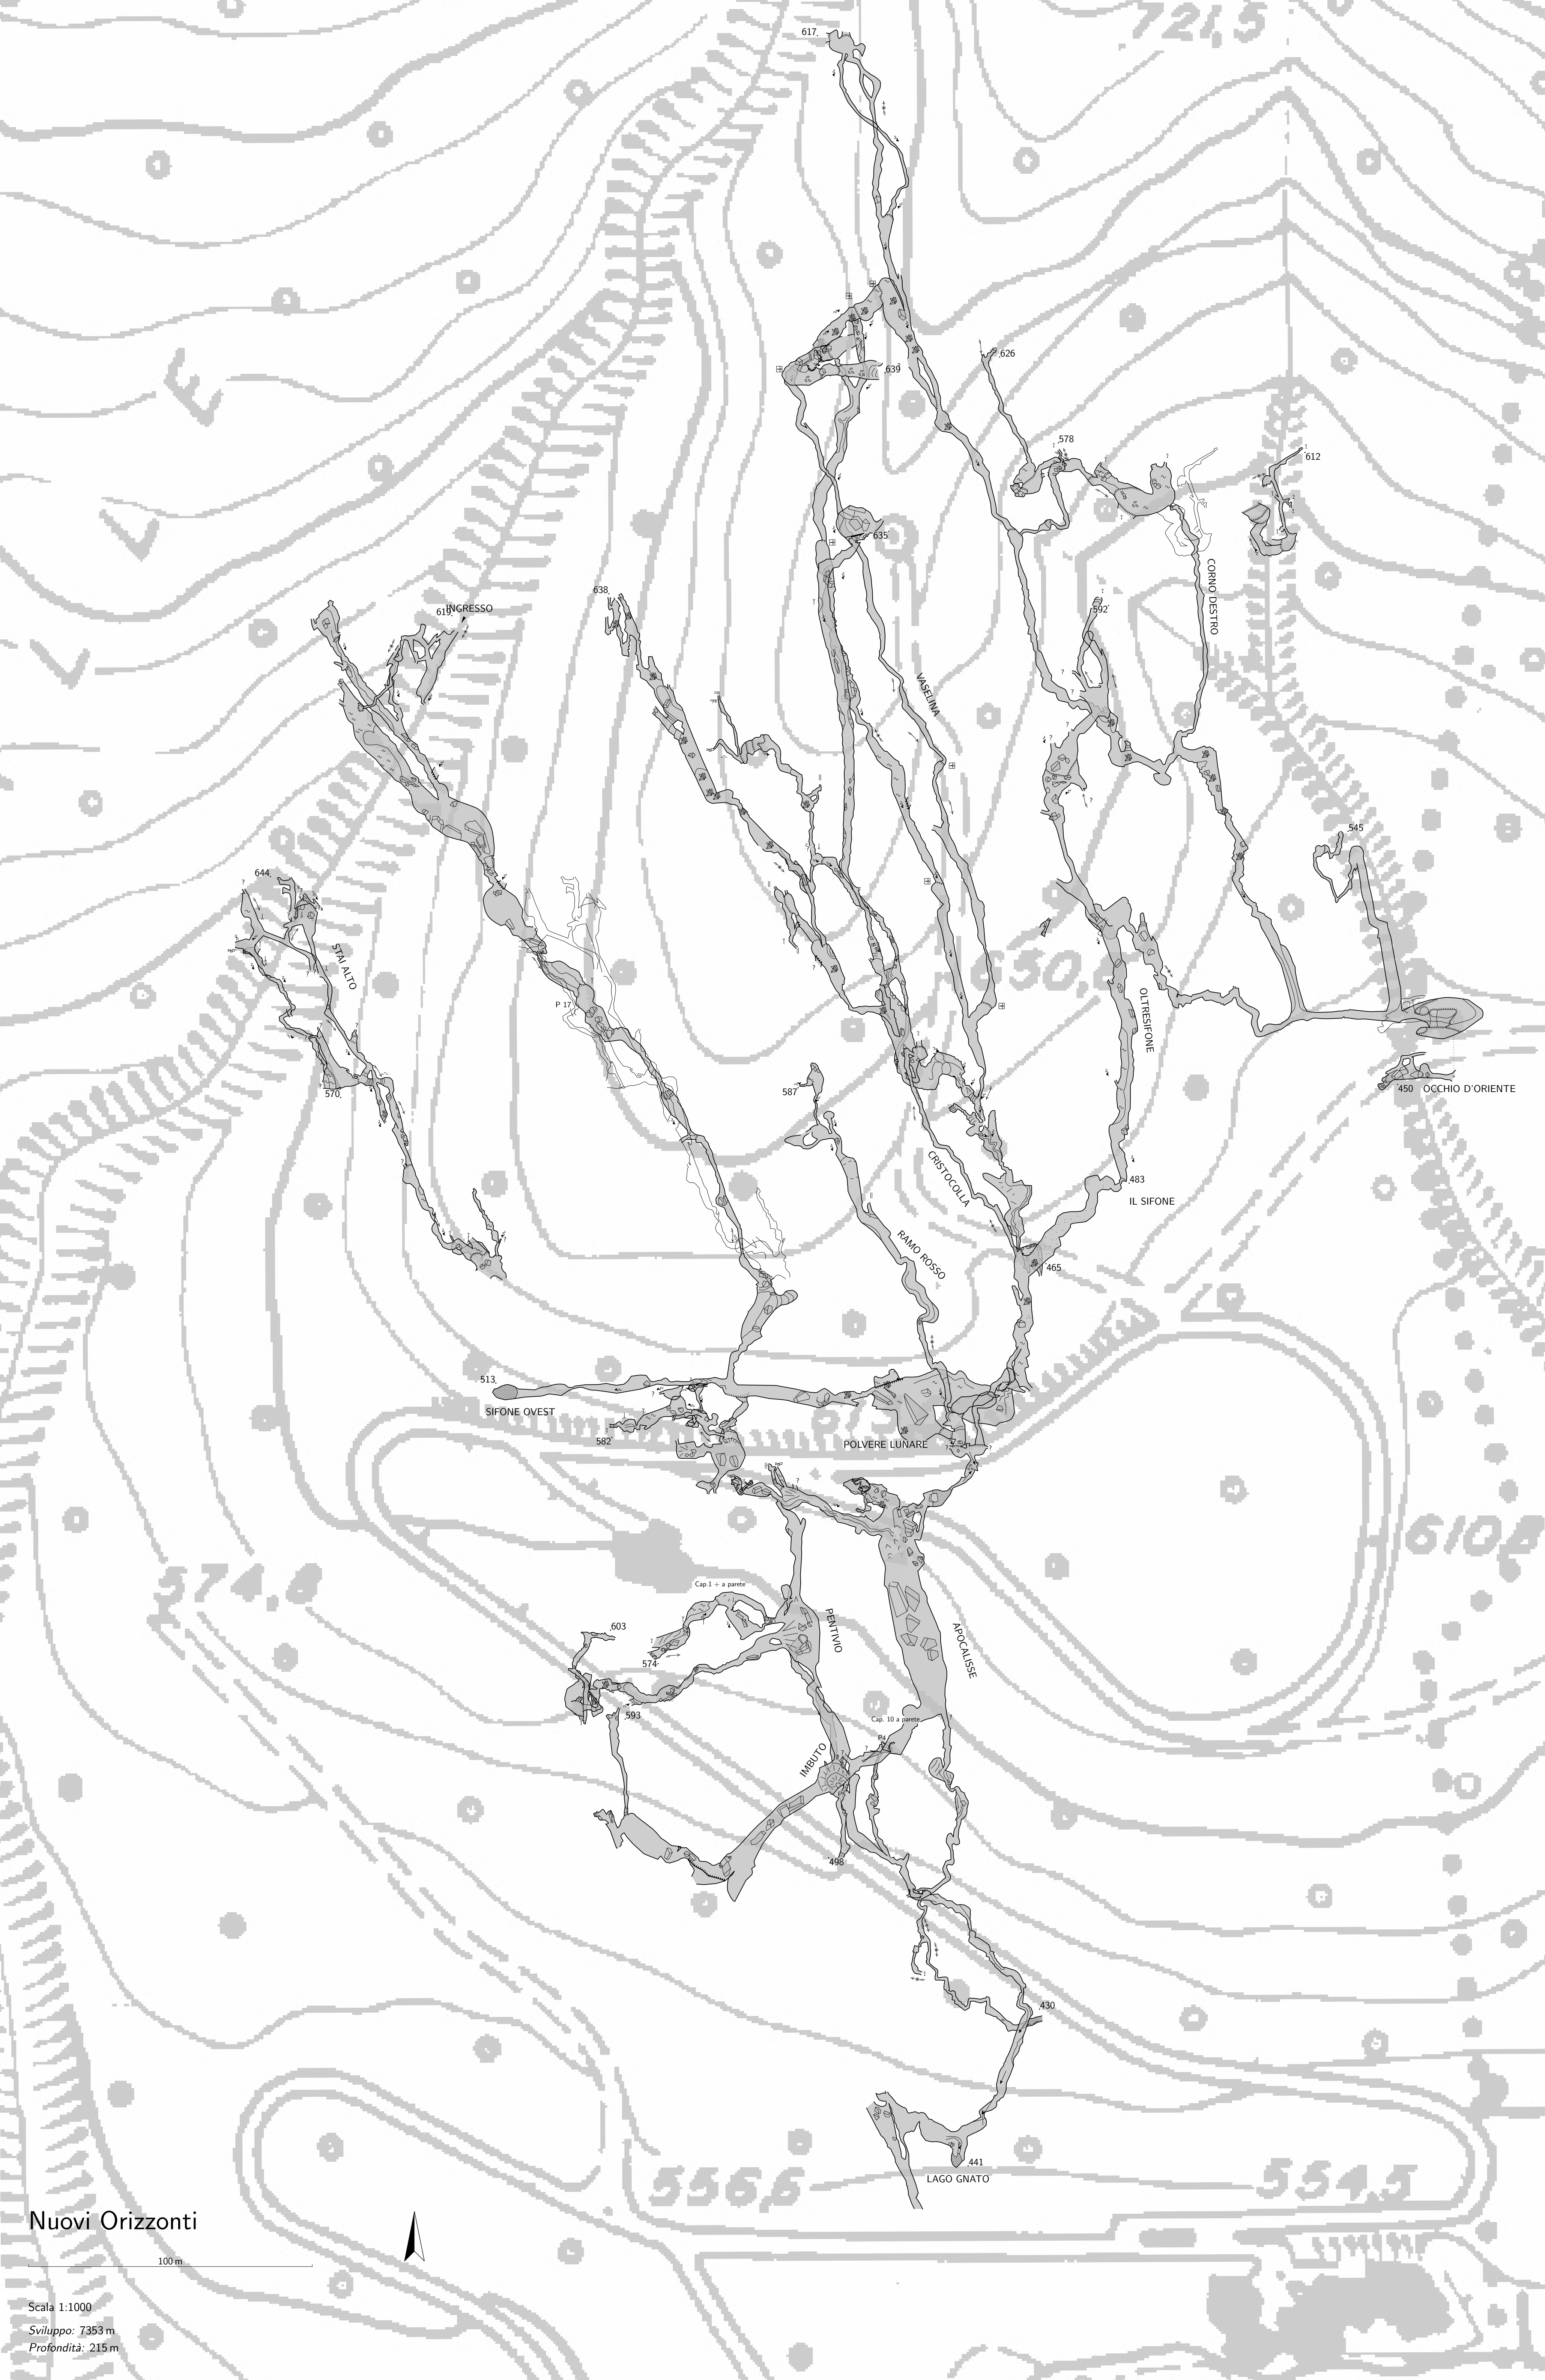 721,5
617
626
639
578
612
635
CORNO DESTRO
592
638
INGRESSO
619
VASELINA
545
644
STAI ALTO
650,
P 17
OLTRESIFONE
570
587
450 OCCHIO D'ORIENTE
CRISTOCOLLA
483
IL SIFONE
RAMO ROSSO
465
513
SIFONE OVEST
582
POLVERE LUNARE
610,8
574,8
Cap.1 + a parete
PENTIVIO
603
574
APOCALISSE
593
Cap. 10 a parete
P4
IMBUTO
498
430
441
LAGO GNATO
556,6
554,5
Nuovi Orizzonti
100 m
Scala 1:1000
Sviluppo: 7353 m
Profondità: 215 m